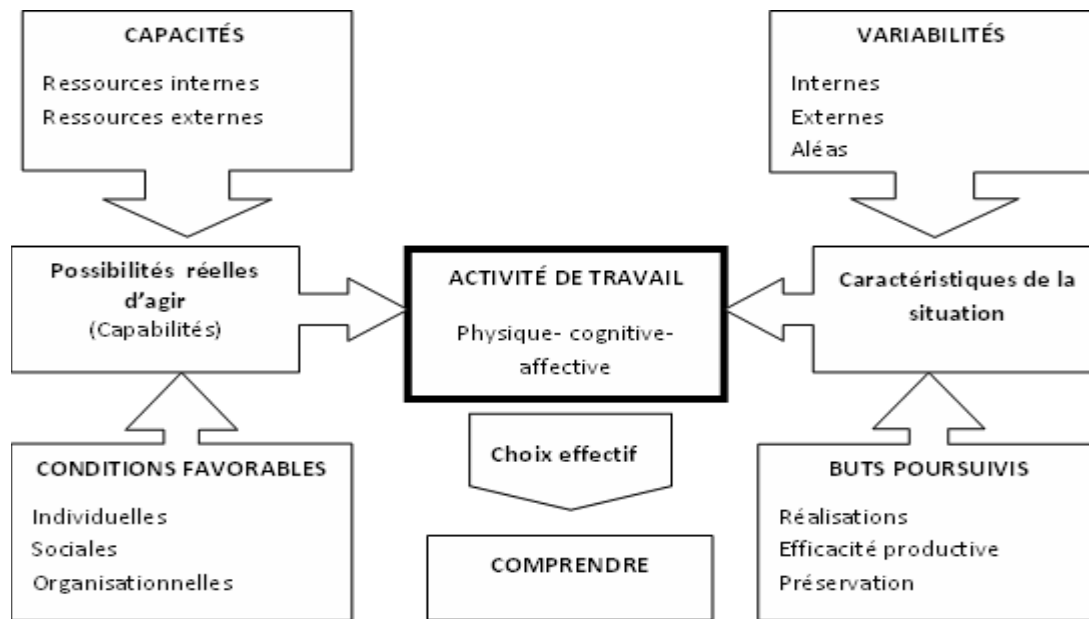 CAPACITÉS
Ressources internes
Ressources externes
VARIABILITÉS
Internes
Externes
Aléas
Possibilités réelles
d'agir
(Capabilités)
ACTIVITÉ DE TRAVAIL
Physique- cognitive-
affective
Caractéristiques de la
situation
CONDITIONS FAVORABLES
Individuelles
Sociales
Organisationnelles
Choix effectif
COMPRENDRE
BUTS POURSUIVIS
Réalisations
Efficacité productive
Préservation